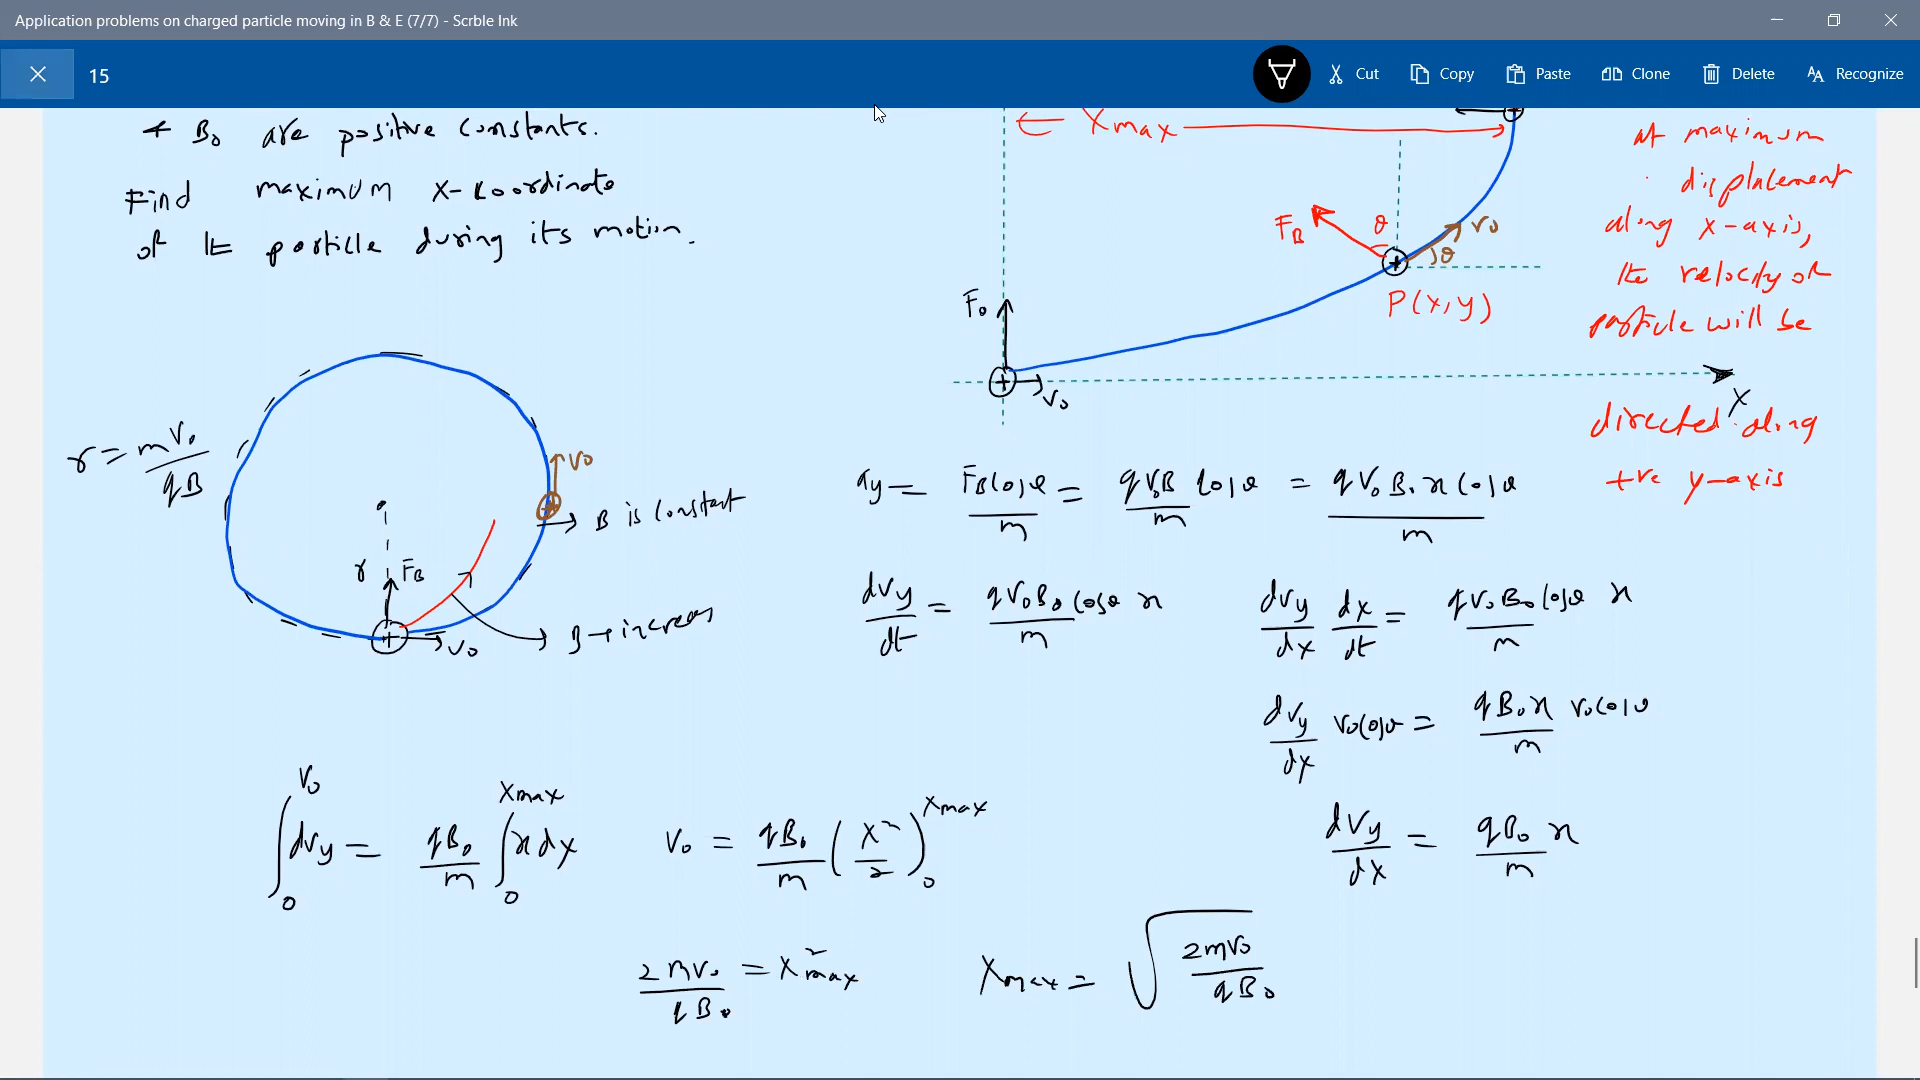 Application problems on charged particle moving in B & E (7/7) - Scrble Ink
15
Cut Copy Paste Clone Delete Recognize
+ B₀ are positive constants.
Find maximum X-coordinate
of the particle during its motion.
Xmax
at maximum
displacement
along x-axis,
the velocity of
particle will be
directed along
+ve y-axis
F_B θ v₀
θ
P(x,y)
F₀
v₀
X
r = mv₀/qB
v₀
B is constant
r F_B
v₀
B → increases
a_y = F_B cosθ/m = qv₀B cosθ/m = qv₀B₀x cosθ/m
dv_y/dt = qv₀B₀ cosθ/m x
dv_y/dx dx/dt = qv₀B₀ cosθ/m x
dv_y/dx v₀cosθ = qB₀x/m v₀cosθ
∫₀^v₀ dv_y = qB₀/m ∫₀^Xmax x dx
v₀ = qB₀/m (x²/2)₀^Xmax
dv_y/dx = qB₀/m x
2mv₀/qB₀ = X²max
Xmax = √(2mv₀/qB₀)